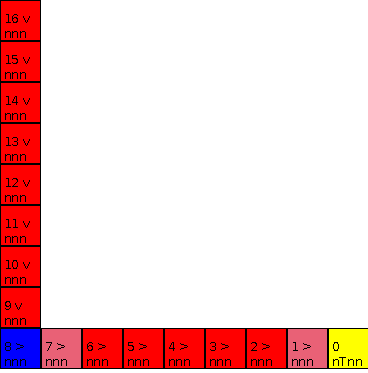 16 v
nnn
15 v
nnn
14 v
nnn
13 v
nnn
12 v
nnn
11 v
nnn
10 v
nnn
9 v
nnn
8 >
nnn
7 >
nnn
6 >
nnn
5 >
nnn
4 >
nnn
3 >
nnn
2 >
nnn
1 >
nnn
0
nTnn